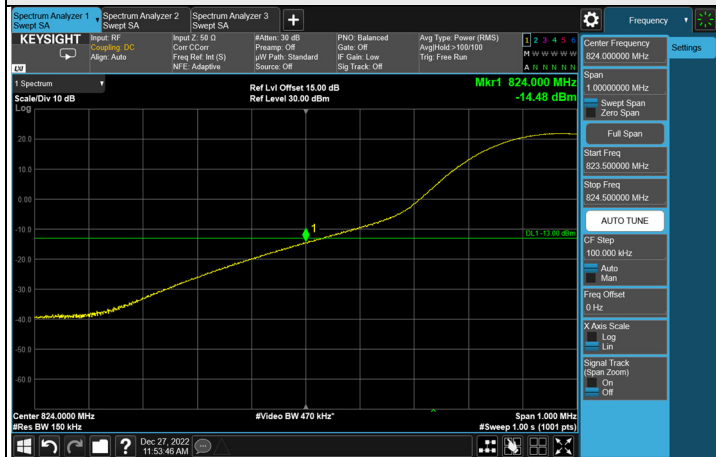 Spectrum Analyzer 1
Swept SA
Spectrum Analyzer 2
Swept SA
Spectrum Analyzer 3
Swept SA
Frequency
KEYSIGHT
LXI
Input: RF
Coupling: DC
Align: Auto
Input Z: 50 Ω
Corr CCorr
Freq Ref: Int (S)
NFE: Adaptive
#Atten: 30 dB
Preamp: Off
µW Path: Standard
Source: Off
PNO: Balanced
Gate: Off
IF Gain: Low
Sig Track: Off
Avg Type: Power (RMS)
Avg|Hold:>100/100
Trig: Free Run
1 2 3 4 5 6
M W W W W W
A N N N N N
1 Spectrum
Scale/Div 10 dB
Log
Ref Lvl Offset 15.00 dB
Ref Level 30.00 dBm
Mkr1 824.000 MHz
-14.48 dBm
20.0
10.0
0.00
-10.0
-20.0
-30.0
-40.0
-50.0
-60.0
1
DL1 -13.00 dBm
Center 824.0000 MHz
#Res BW 150 kHz
#Video BW 470 kHz*
Span 1.000 MHz
#Sweep 1.00 s (1001 pts)
Dec 27, 2022
11:53:46 AM
Center Frequency
824.000000 MHz
Settings
Span
1.00000000 MHz
Swept Span
Zero Span
Full Span
Start Freq
823.500000 MHz
Stop Freq
824.500000 MHz
AUTO TUNE
CF Step
100.000 kHz
Auto
Man
Freq Offset
0 Hz
X Axis Scale
Log
Lin
Signal Track
(Span Zoom)
On
Off